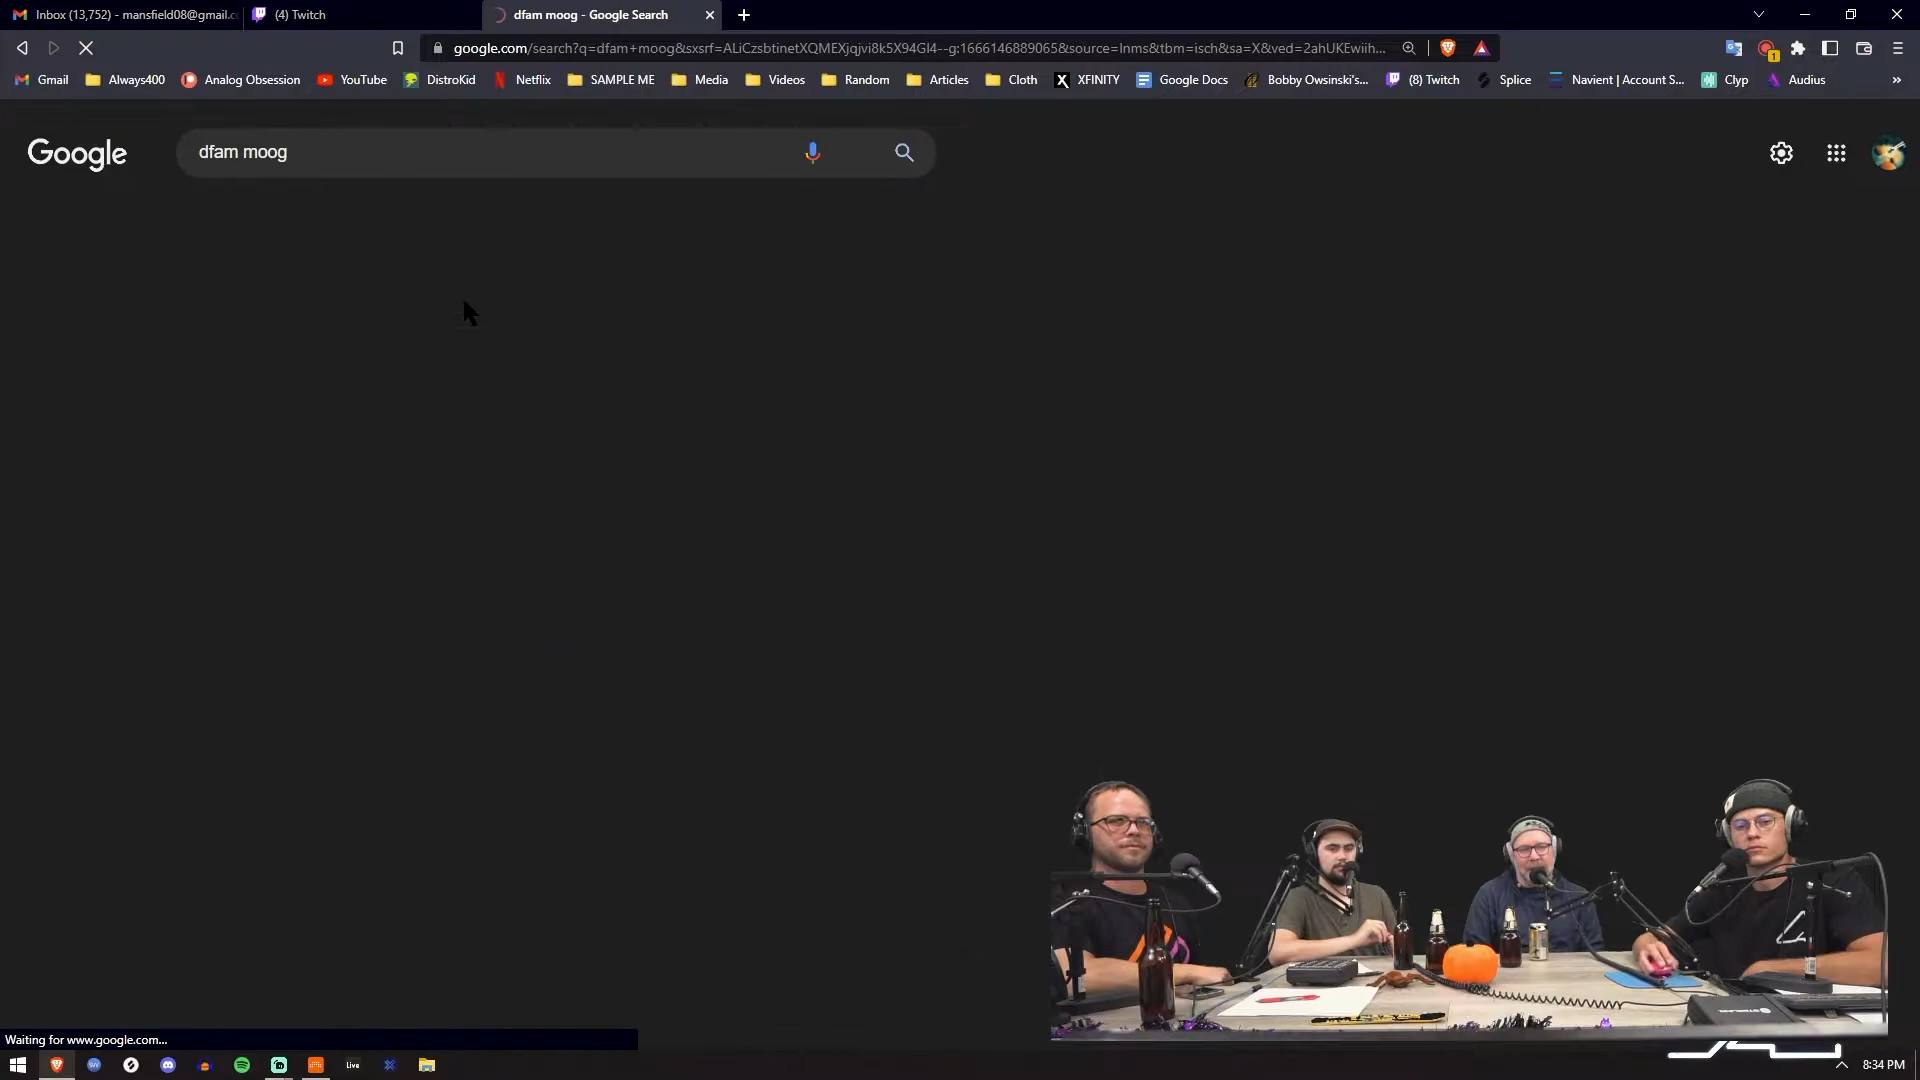 Inbox (13,752) - mansfield08@gmail.c
(4) Twitch
dfam moog - Google Search
google.com/search?q=dfam+moog&sxsrf=ALiCzsbtinetXQMEXjqjvi8k5X94Gl4--g:1666146889065&source=lnms&tbm=isch&sa=X&ved=2ahUKEwiih...
Gmail
Always400
Analog Obsession
YouTube
DistroKid
Netflix
SAMPLE ME
Media
Videos
Random
Articles
Cloth
XFINITY
Google Docs
Bobby Owsinski's...
(8) Twitch
Splice
Navient | Account S...
Clyp
Audius
Google
dfam moog
Waiting for www.google.com...
Live
8:34 PM